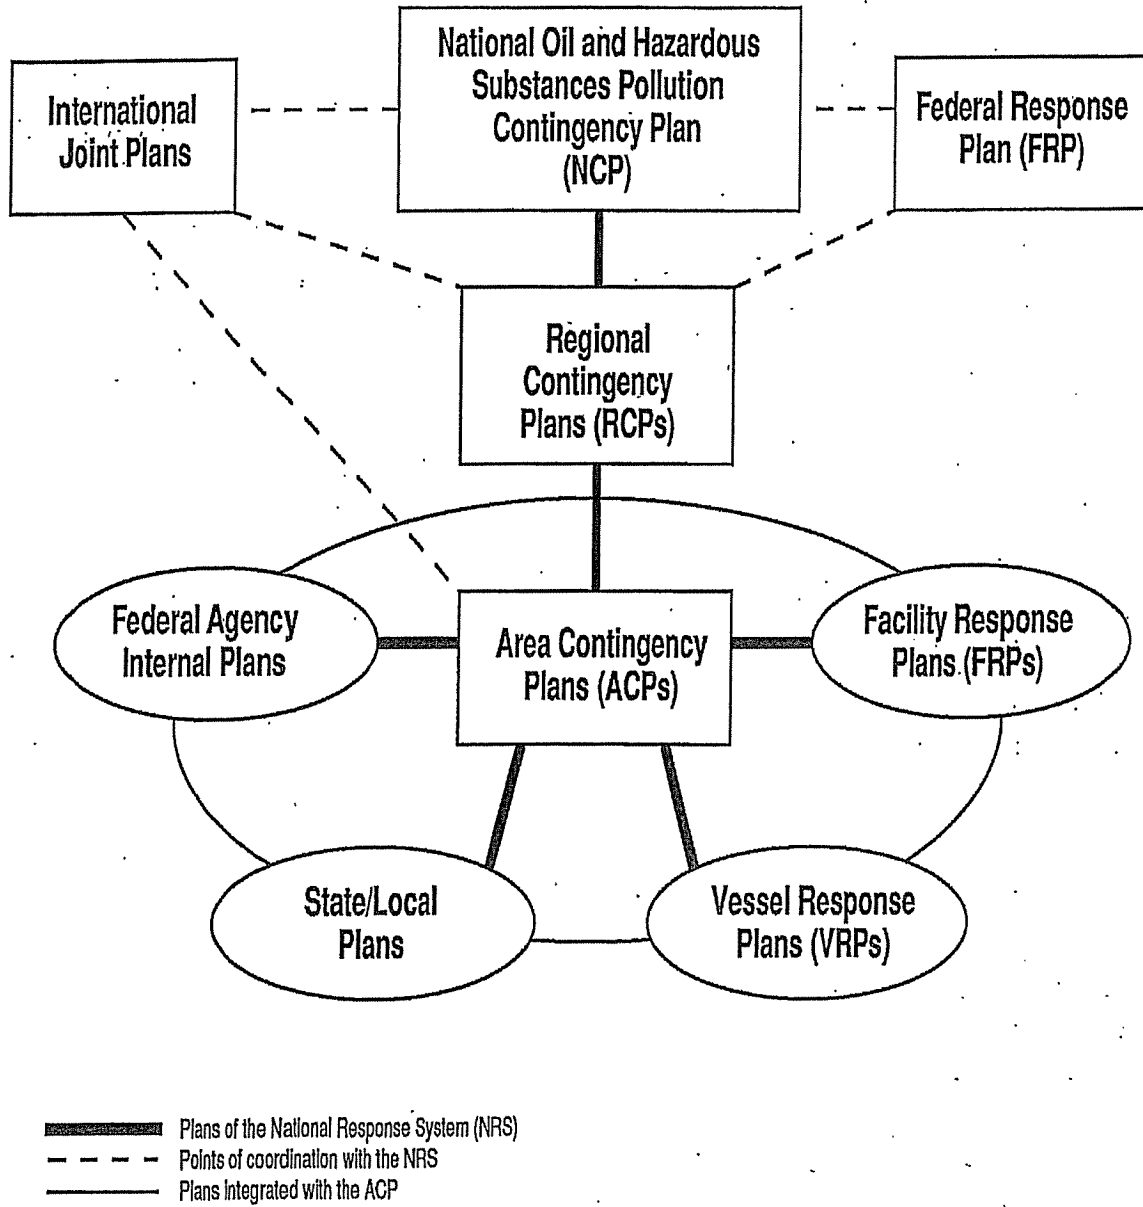 National Oil and Hazardous
Substances Pollution
Contingency Plan
(NCP)
International
Joint Plans
Federal Response
Plan (FRP)
Regional
Contingency
Plans (RCPs)
Federal Agency
Internal Plans
Area Contingency
Plans (ACPs)
Facility Response
Plans (FRPs)
State/Local
Plans
Vessel Response
Plans (VRPs)
Plans of the National Response System (NRS)
Points of coordination with the NRS
Plans integrated with the ACP